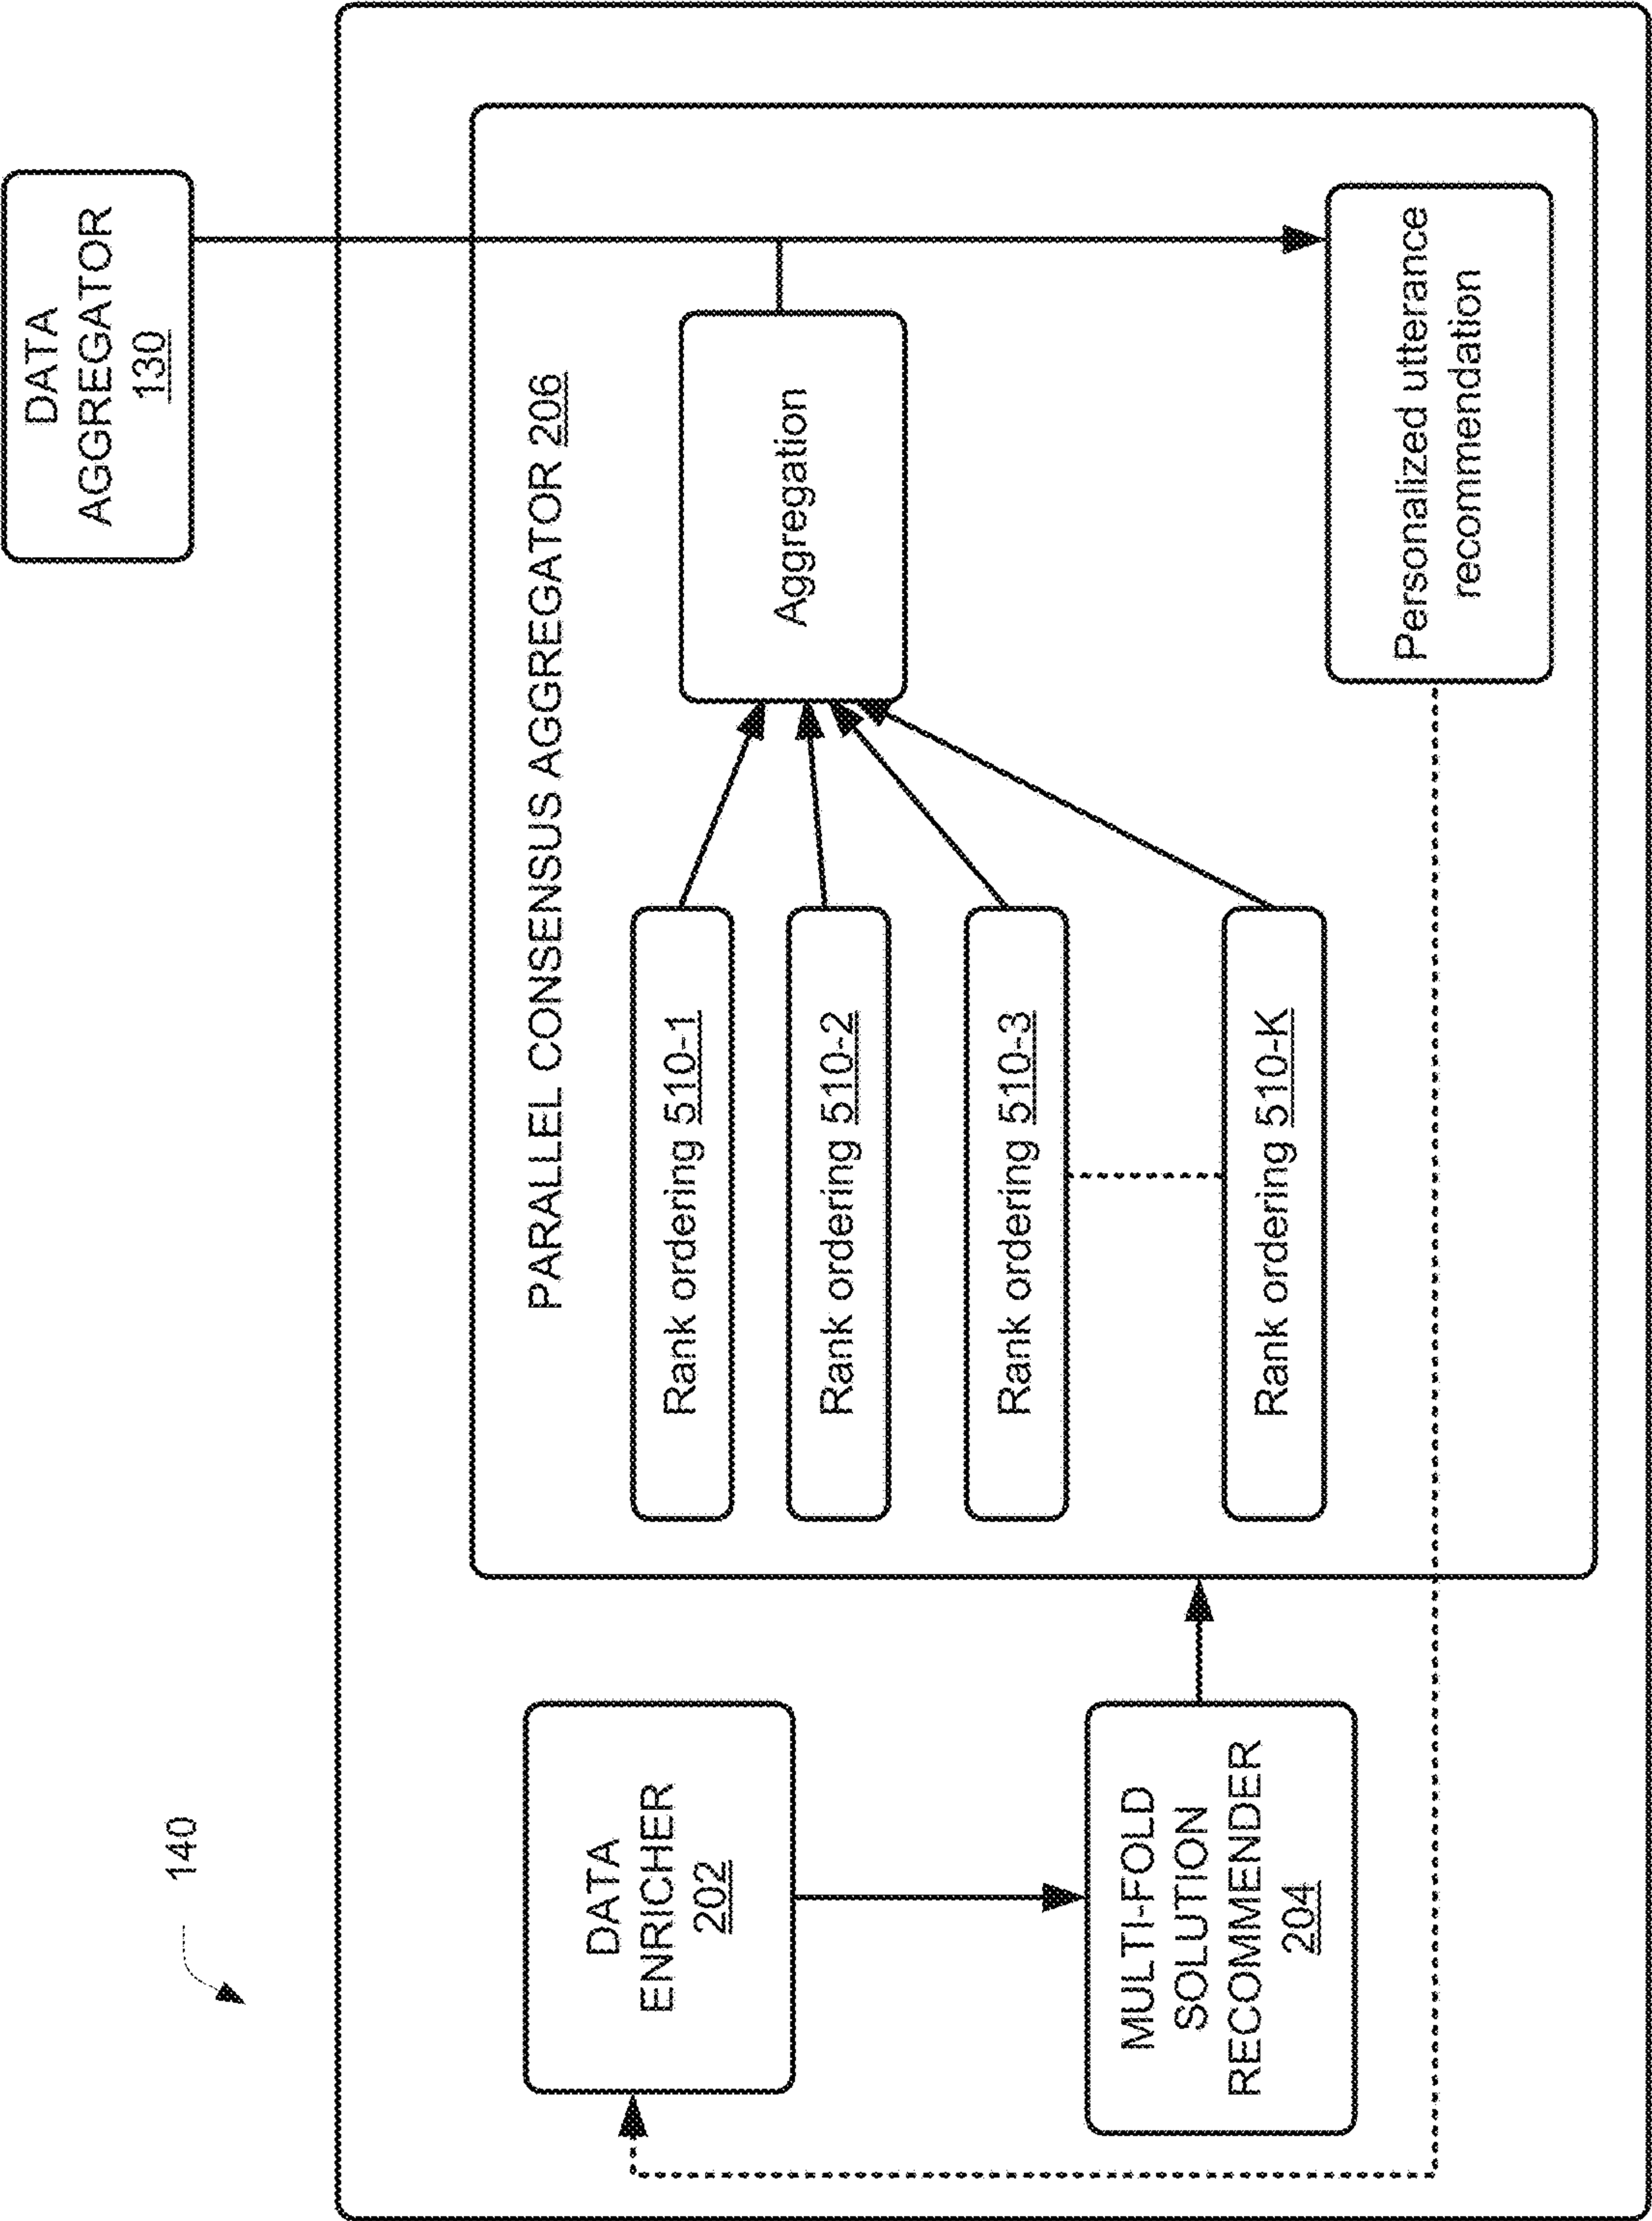 140
DATA
AGGREGATOR
130
DATA
ENRICHER
202
MULTI-FOLD
SOLUTION
RECOMMENDER
204
PARALLEL CONSENSUS AGGREGATOR 206
Rank ordering 510-1
Rank ordering 510-2
Rank ordering 510-3
Rank ordering 510-K
Aggregation
Personalized utterance
recommendation